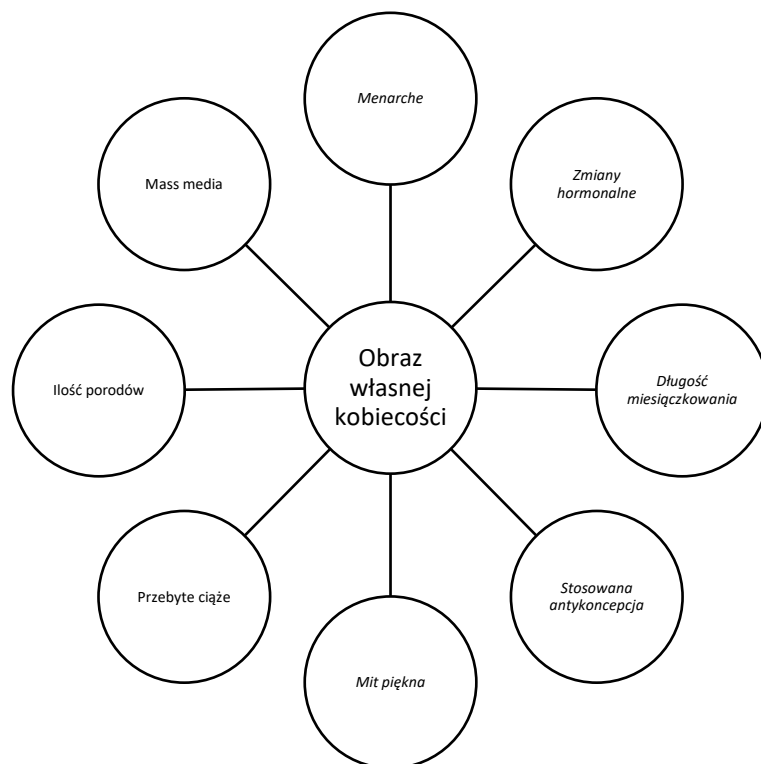 Menarche
Zmiany
hormonalne
Długość
miesiączkowania
Stosowana
antykoncepcja
Mit piękna
Przebyte ciąże
Ilość porodów
Mass media
Obraz
własnej
kobiecości